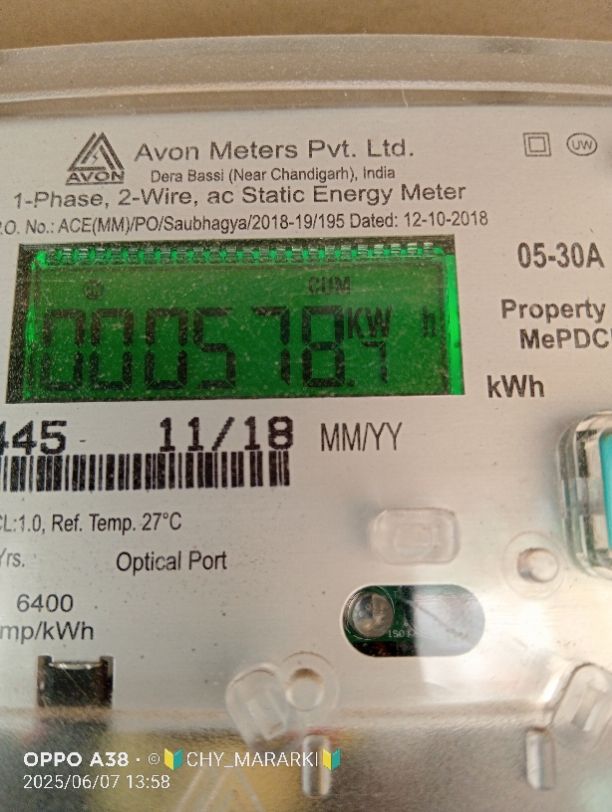 Avon Meters Pvt. Ltd.
AVON
Dera Bassi (Near Chandigarh), India
1-Phase, 2-Wire, ac Static Energy Meter
P.O. No.: ACE(MM)/PO/Saubhagya/2018-19/195 Dated: 12-10-2018
UW
05-30A
CUM
000578.7 KW h
Property
MePDC
kWh
445 11/18 MM/YY
CL:1.0, Ref. Temp. 27°C
Yrs.
Optical Port
6400
mp/kWh
AVON
OPPO A38 · ©🔰CHY_MARARKI🔰
2025/06/07 13:58